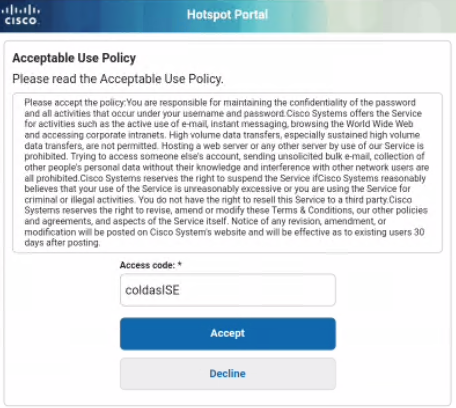 cisco
Hotspot Portal
Acceptable Use Policy
Please read the Acceptable Use Policy.
Please accept the policy:You are responsible for maintaining the confidentiality of the password
and all activities that occur under your username and password.Cisco Systems offers the Service
for activities such as the active use of e-mail, instant messaging, browsing the World Wide Web
and accessing corporate intranets. High volume data transfers, especially sustained high volume
data transfers, are not permitted. Hosting a web server or any other server by use of our Service is
prohibited. Trying to access someone else's account, sending unsolicited bulk e-mail, collection of
other people's personal data without their knowledge and interference with other network users are
all prohibited.Cisco Systems reserves the right to suspend the Service ifCisco Systems reasonably
believes that your use of the Service is unreasonably excessive or you are using the Service for
criminal or illegal activities. You do not have the right to resell this Service to a third party.Cisco
Systems reserves the right to revise, amend or modify these Terms & Conditions, our other policies
and agreements, and aspects of the Service itself. Notice of any revision, amendment, or
modification will be posted on Cisco System's website and will be effective as to existing users 30
days after posting.
Access code: *
coldasISE
Accept
Decline